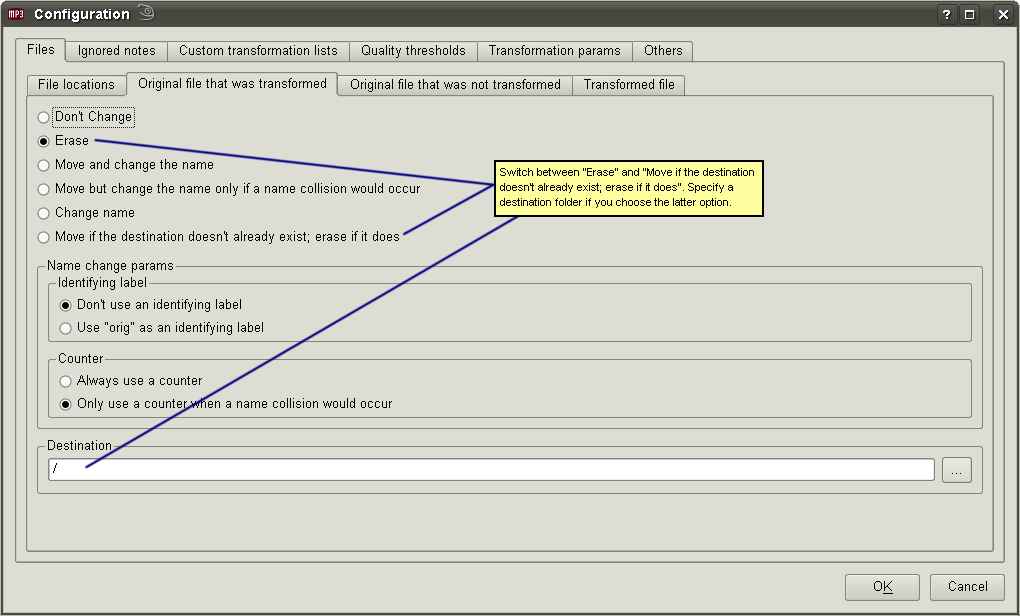 MP3 Configuration
Files Ignored notes Custom transformation lists Quality thresholds Transformation params Others
File locations Original file that was transformed Original file that was not transformed Transformed file
Don't Change
Erase
Move and change the name
Move but change the name only if a name collision would occur
Change name
Move if the destination doesn't already exist; erase if it does
Switch between "Erase" and "Move if the destination
doesn't already exist; erase if it does". Specify a
destination folder if you choose the latter option.
Name change params
Identifying label
Don't use an identifying label
Use "orig" as an identifying label
Counter
Always use a counter
Only use a counter when a name collision would occur
Destination
/
...
OK Cancel